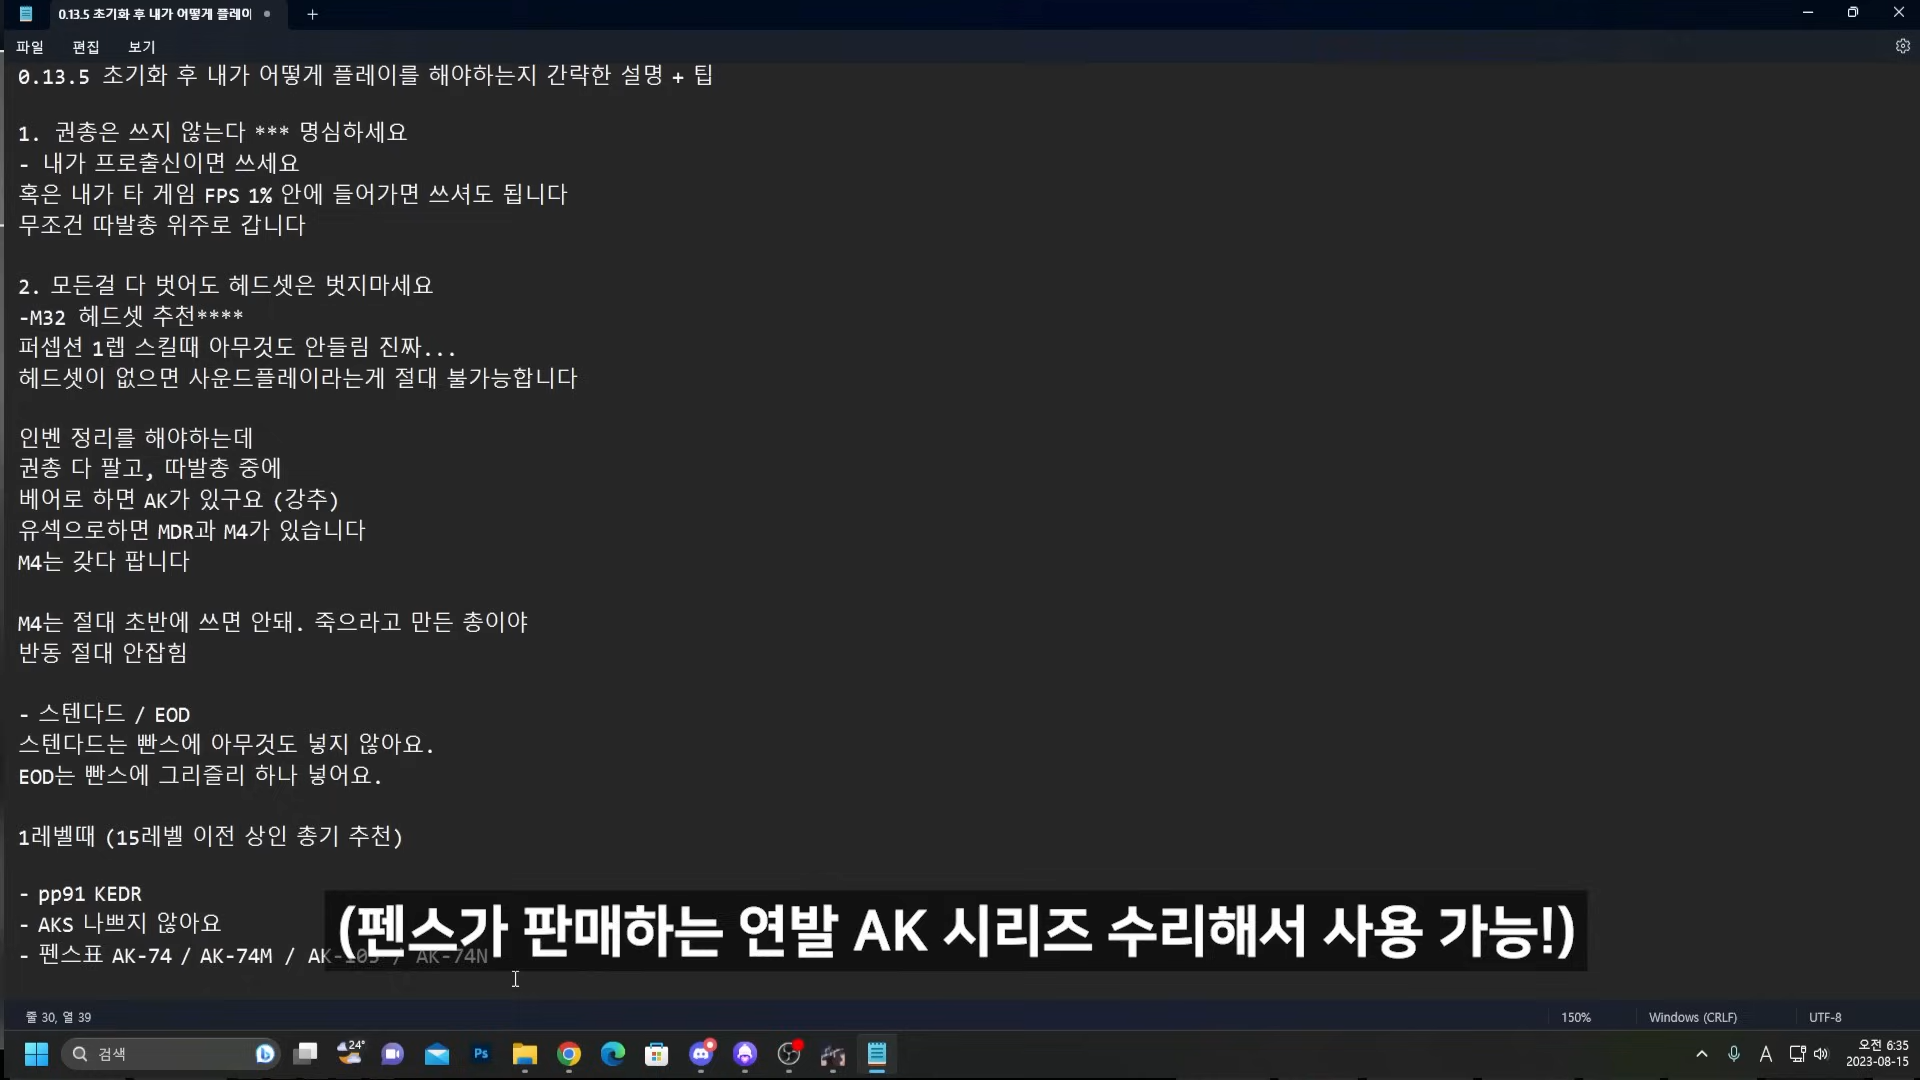 0.13.5 초기화 후 내가 어떻게 플레이
파일 편집 보기
0.13.5 초기화 후 내가 어떻게 플레이를 해야하는지 간략한 설명 + 팁
1. 권총은 쓰지 않는다 *** 명심하세요
- 내가 프로출신이면 쓰세요
혹은 내가 타 게임 FPS 1% 안에 들어가면 쓰셔도 됩니다
무조건 따발총 위주로 갑니다
2. 모든걸 다 벗어도 헤드셋은 벗지마세요
-M32 헤드셋 추천****
퍼셉션 1렙 스킬때 아무것도 안들림 진짜...
헤드셋이 없으면 사운드플레이라는게 절대 불가능합니다
인벤 정리를 해야하는데
권총 다 팔고, 따발총 중에
베어로 하면 AK가 있구요 (강추)
유섹으로하면 MDR과 M4가 있습니다
M4는 갖다 팝니다
M4는 절대 초반에 쓰면 안돼. 죽으라고 만든 총이야
반동 절대 안잡힘
- 스텐다드 / EOD
스텐다드는 빤스에 아무것도 넣지 않아요.
EOD는 빤스에 그리즐리 하나 넣어요.
1레벨때 (15레벨 이전 상인 총기 추천)
- pp91 KEDR
- AKS 나쁘지 않아요
- 펜스표 AK-74 / AK-74M / AK-105 / AK-74N
(펜스가 판매하는 연발 AK 시리즈 수리해서 사용 가능!)
줄 30, 열 39
150%
Windows (CRLF)
UTF-8
검색
24°
Ps
A
오전 6:35
2023-08-15